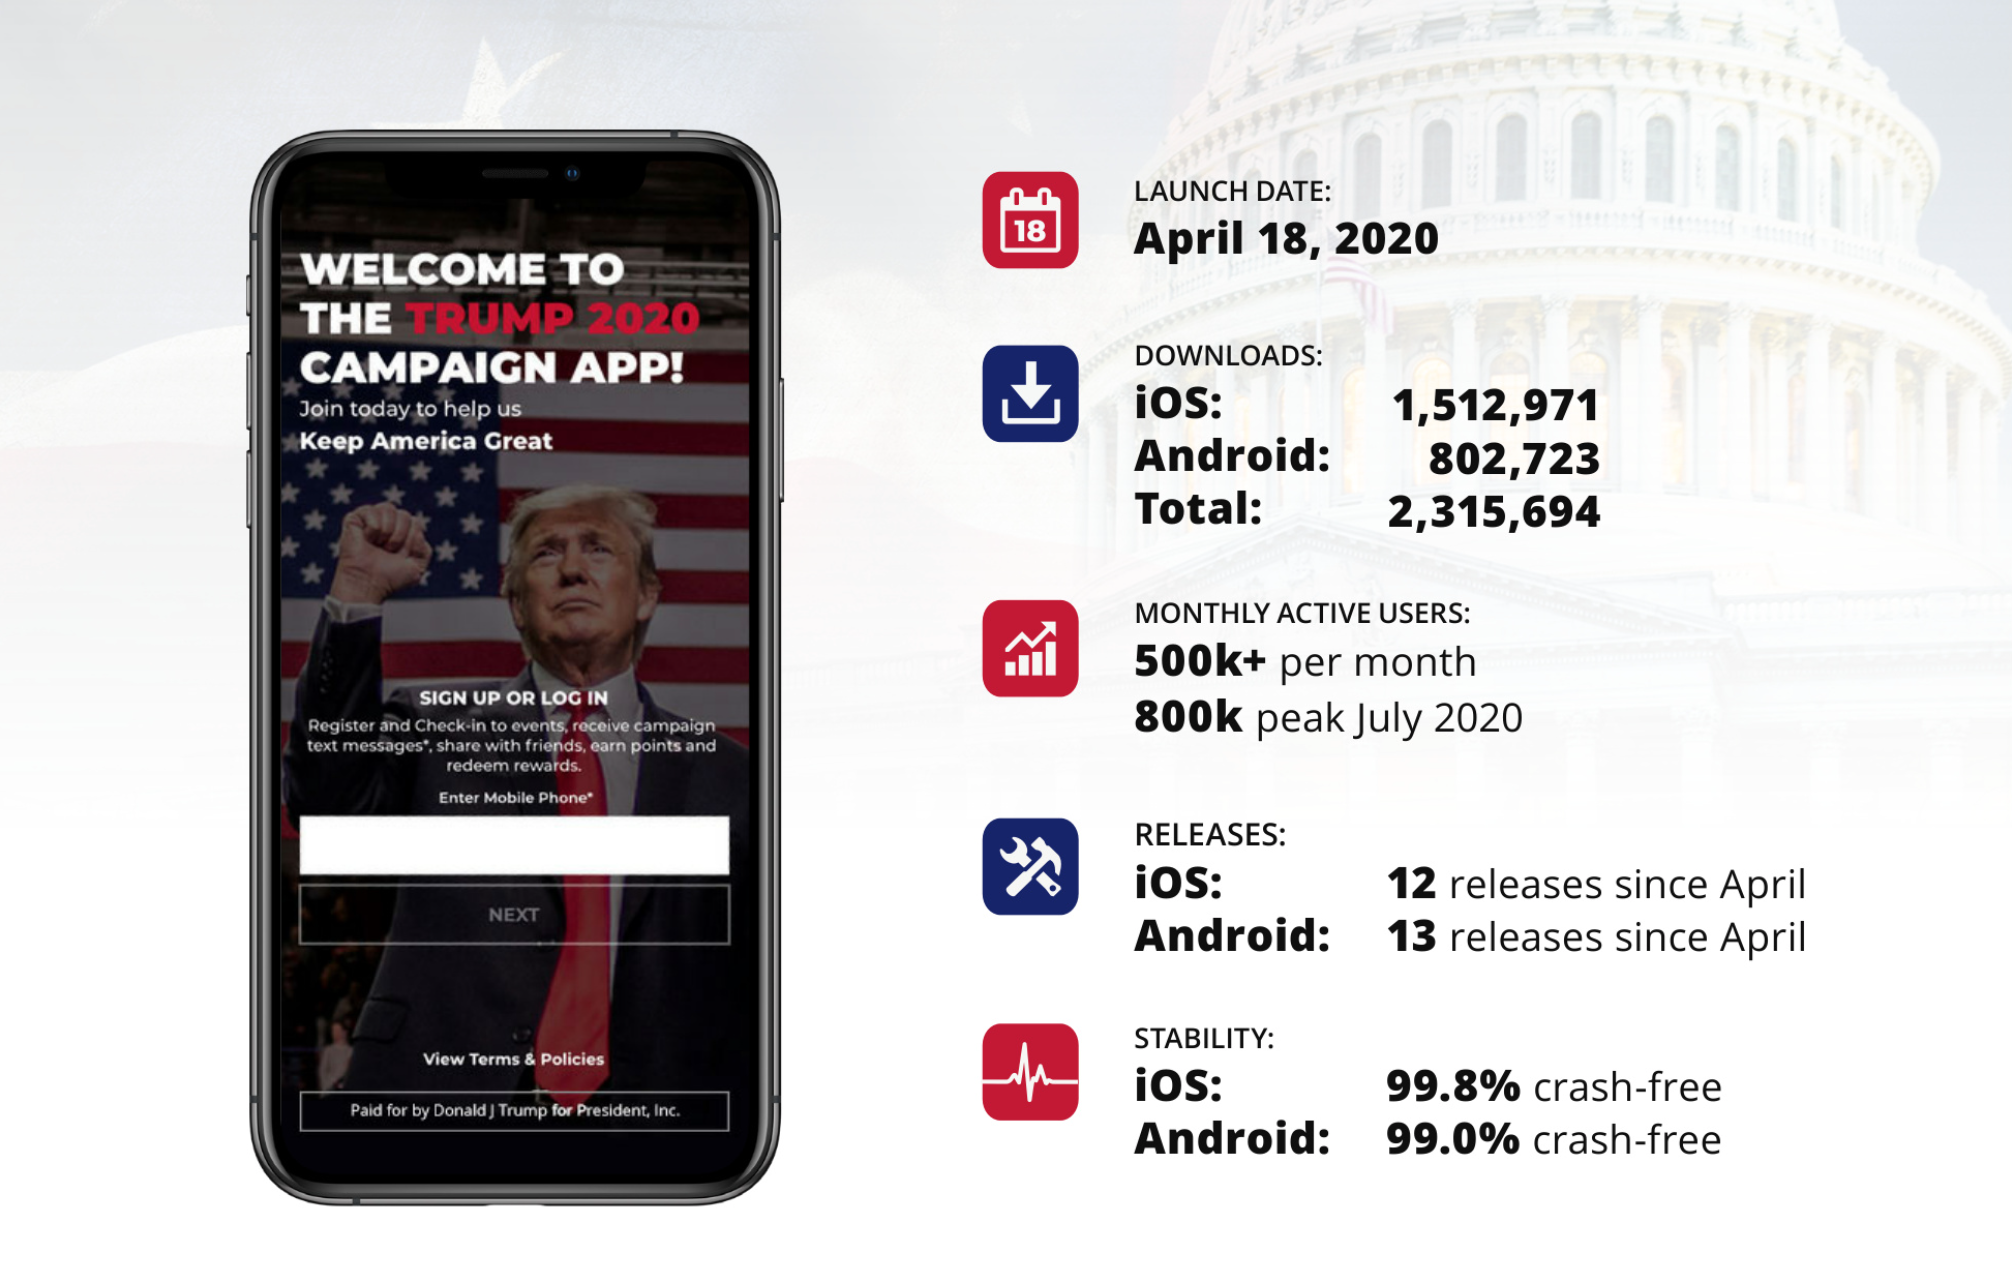 WELCOME TO
THE TRUMP 2020
CAMPAIGN APP!
Join today to help us
Keep America Great
SIGN UP OR LOG IN
Register and Check-in to events, receive campaign
text messages*, share with friends, earn points and
redeem rewards.
Enter Mobile Phone*
NEXT
View Terms & Policies
Paid for by Donald J Trump for President, Inc.
18
LAUNCH DATE:
April 18, 2020
DOWNLOADS:
iOS: 1,512,971
Android: 802,723
Total: 2,315,694
MONTHLY ACTIVE USERS:
500k+ per month
800k peak July 2020
RELEASES:
iOS: 12 releases since April
Android: 13 releases since April
STABILITY:
iOS: 99.8% crash-free
Android: 99.0% crash-free